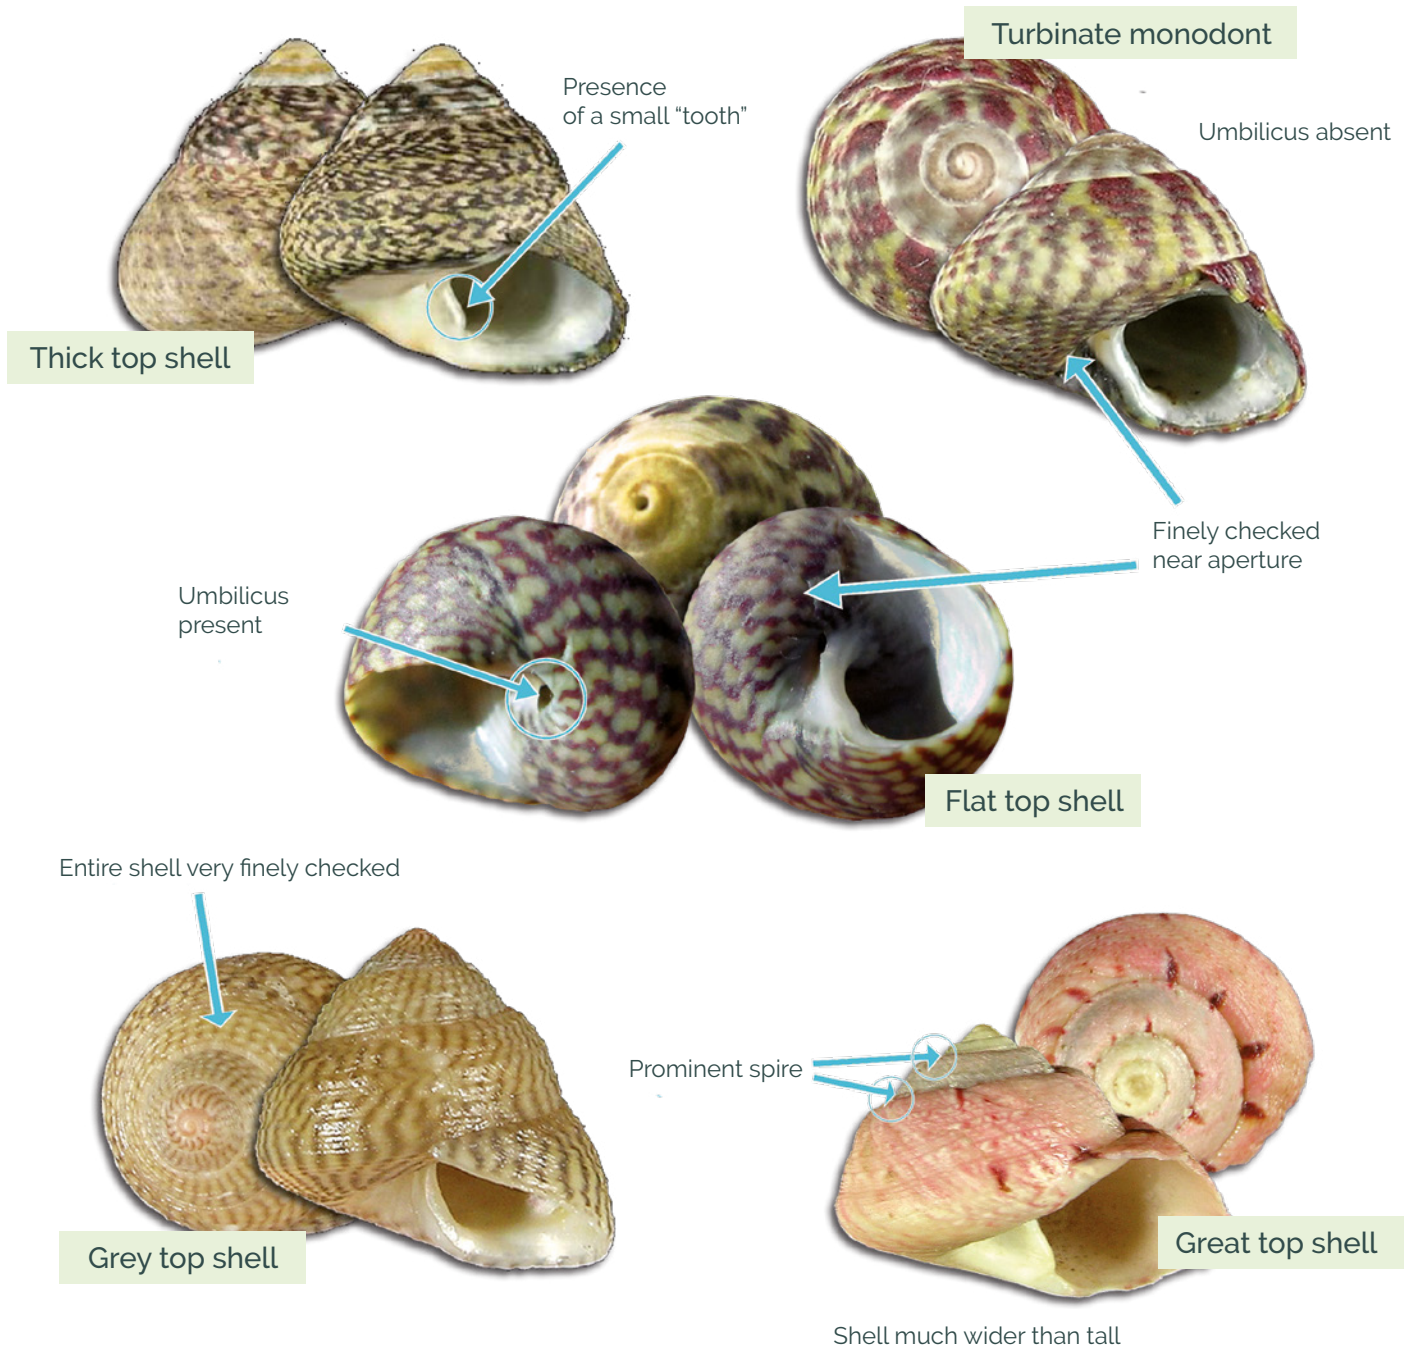 Turbinate monodont
Presence
of a small “tooth”
Umbilicus absent
Thick top shell
Finely checked
near aperture
Umbilicus
present
Flat top shell
Entire shell very finely checked
Prominent spire
Grey top shell
Great top shell
Shell much wider than tall